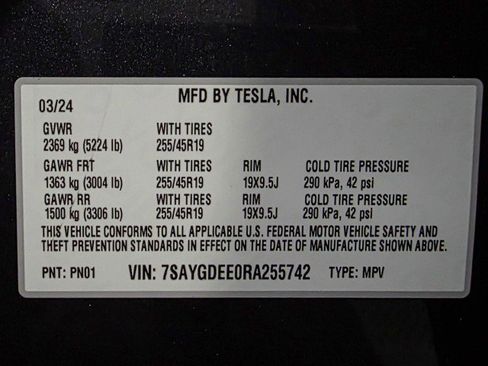 MFD BY TESLA, INC.
03/24
GVWR WITH TIRES
2369 kg (5224 lb) 255/45R19
GAWR FRT WITH TIRES RIM COLD TIRE PRESSURE
1363 kg (3004 lb) 255/45R19 19X9.5J 290 kPa, 42 psi
GAWR RR WITH TIRES RIM COLD TIRE PRESSURE
1500 kg (3306 lb) 255/45R19 19X9.5J 290 kPa, 42 psi
THIS VEHICLE CONFORMS TO ALL APPLICABLE U.S. FEDERAL MOTOR VEHICLE SAFETY AND
THEFT PREVENTION STANDARDS IN EFFECT ON THE DATE OF MANUFACTURE SHOWN ABOVE.
PNT: PN01 VIN: 7SAYGDEE0RA255742 TYPE: MPV